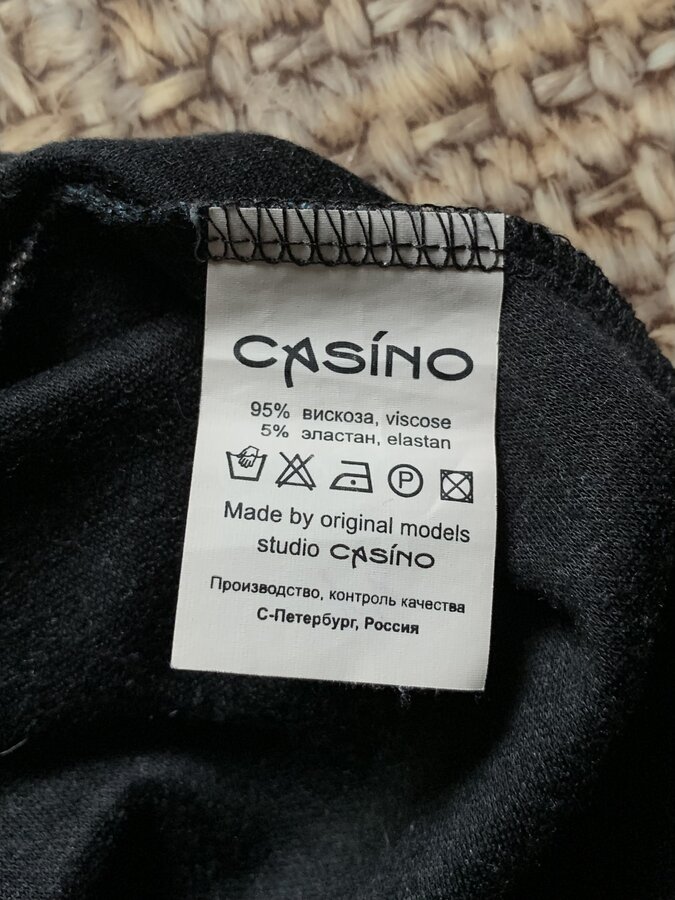 CASÍNO
95% вискоза, viscose
5% эластан, elastan
P
Made by original models
studio CASÍNO
Производство, контроль качества
С-Петербург, Россия